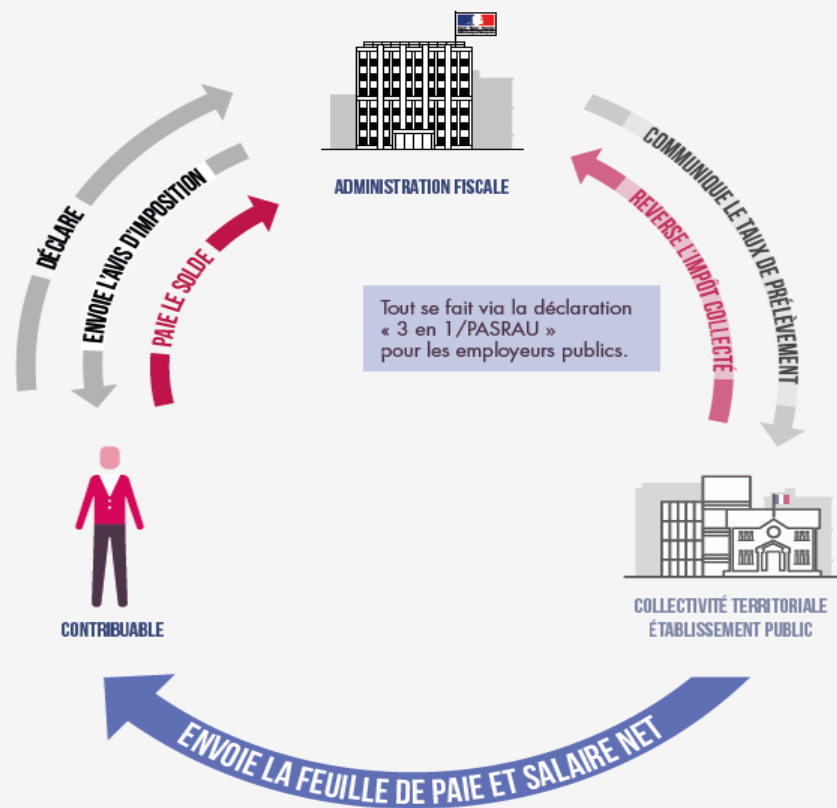 ADMINISTRATION FISCALE
DÉCLARE
ENVOIE L'AVIS D'IMPOSITION
PAIE LE SOLDE
COMMUNIQUE LE TAUX DE PRÉLÈVEMENT
REVERSE L'IMPÔT COLLECTÉ
Tout se fait via la déclaration
« 3 en 1/PASRAU »
pour les employeurs publics.
CONTRIBUABLE
COLLECTIVITÉ TERRITORIALE
ÉTABLISSEMENT PUBLIC
ENVOIE LA FEUILLE DE PAIE ET SALAIRE NET